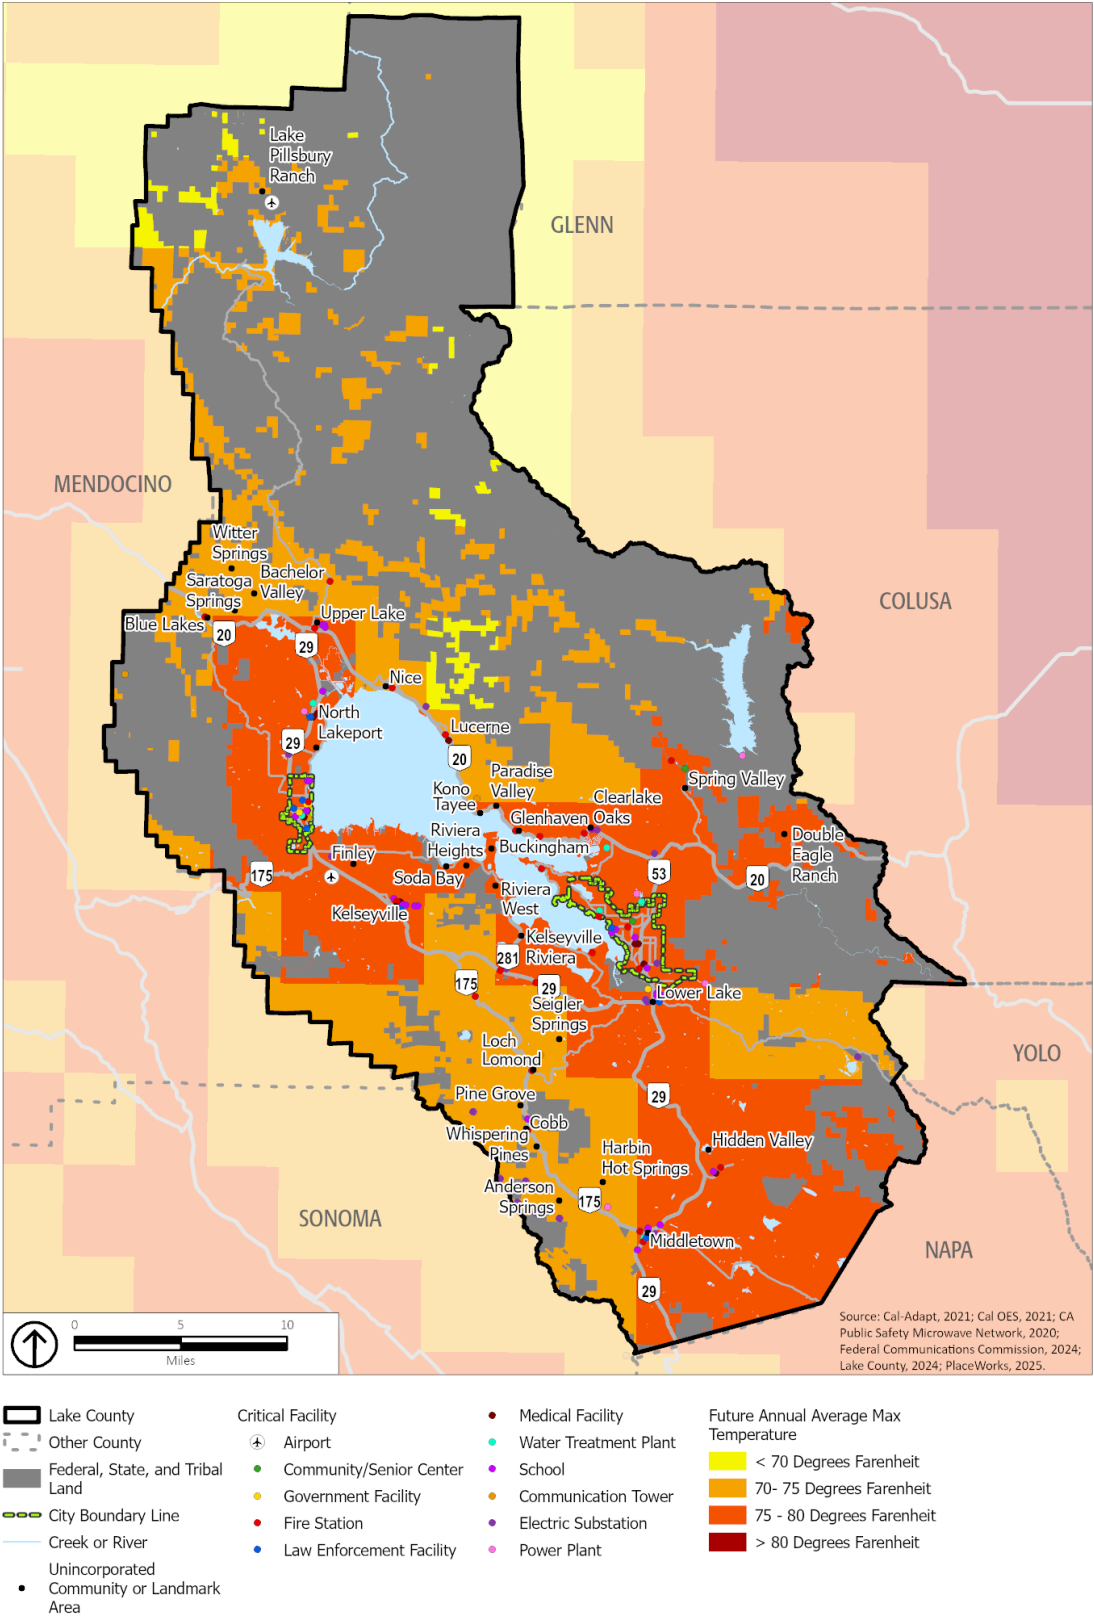 Lake
Pillsbury
Ranch
GLENN
MENDOCINO
Witter
Springs
Saratoga
Springs
Bachelor
Valley
COLUSA
Blue Lakes
Upper Lake
20
29
Nice
North
Lakeport
Lucerne
29
20
Paradise
Valley
Spring Valley
Kono
Tayee
Clearlake
Oaks
Glenhaven
Riviera
Heights
Buckingham
Double
Eagle
Ranch
Finley
175
Soda Bay
53
20
Riviera
West
Kelseyville
Kelseyville
Riviera
281
175
29
Lower Lake
Seigler
Springs
Loch
Lomond
YOLO
Pine Grove
29
Cobb
Whispering
Pines
Harbin
Hot Springs
Hidden Valley
Anderson
Springs
175
SONOMA
Middletown
NAPA
29
0 5 10
Miles
Source: Cal-Adapt, 2021; Cal OES, 2021; CA
Public Safety Microwave Network, 2020;
Federal Communications Commission, 2024;
Lake County, 2024; PlaceWorks, 2025.
Lake County
Other County
Federal, State, and Tribal
Land
City Boundary Line
Creek or River
Unincorporated
Community or Landmark
Area
Critical Facility
Airport
Community/Senior Center
Government Facility
Fire Station
Law Enforcement Facility
Medical Facility
Water Treatment Plant
School
Communication Tower
Electric Substation
Power Plant
Future Annual Average Max
Temperature
< 70 Degrees Farenheit
70- 75 Degrees Farenheit
75 - 80 Degrees Farenheit
> 80 Degrees Farenheit